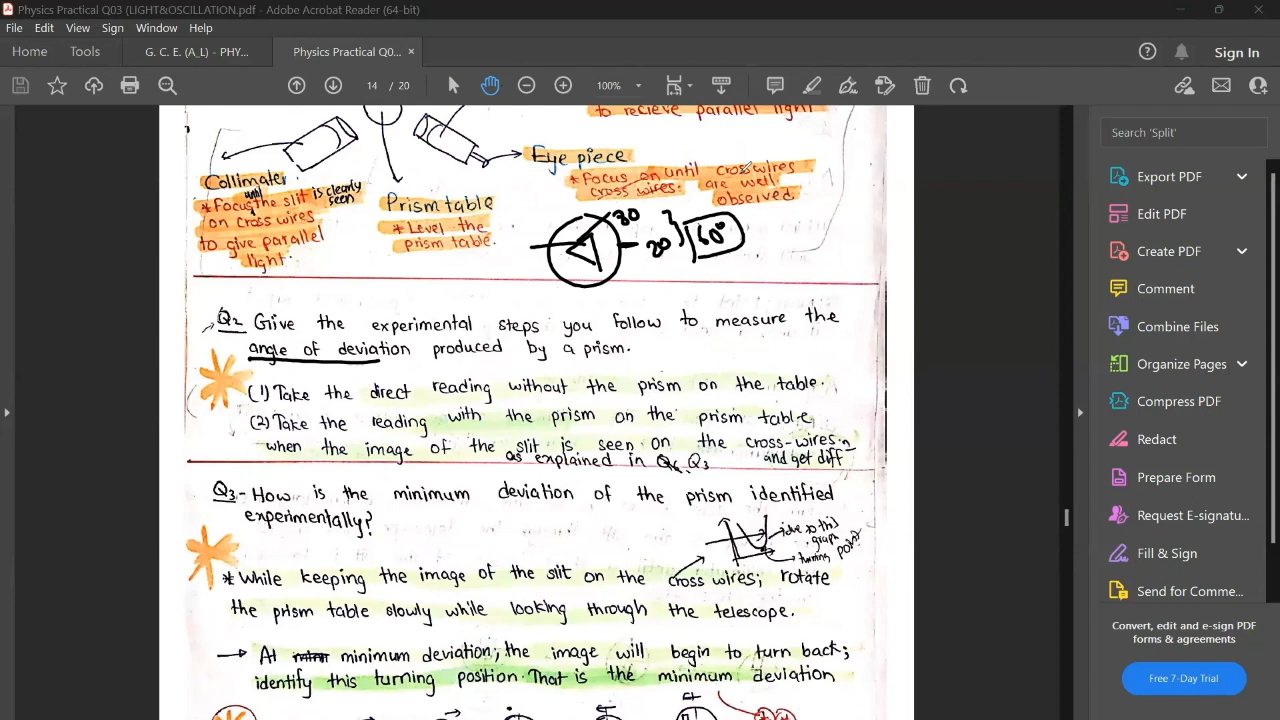 Physics Practical Q03 (LIGHT&OSCILLATION.pdf - Adobe Acrobat Reader (64-bit)
File Edit View Sign Window Help
Home Tools G. C. E. (A_L) - PHY... Physics Practical Q0... × Sign In
14 / 20 100%
to recieve parallel light
Search 'Split'
Export PDF
Edit PDF
Create PDF
Comment
Combine Files
Organize Pages
Compress PDF
Redact
Prepare Form
Request E-signatu...
Fill & Sign
Send for Comme...
Convert, edit and e-sign PDF
forms & agreements
Free 7-Day Trial
Collimater
*Focus the slit until is clearly seen
on cross wires
to give parallel
light.
Prism table
*Level the
prism table.
Eye piece
*Focus on until cross wires
cross wires. are well
observed.
30
20
60°
Q2 Give the experimental steps you follow to measure the
angle of deviation produced by a prism.
(1) Take the direct reading without the prism on the table.
(2) Take the reading with the prism on the prism table,
when the image of the slit is seen on the cross-wires.
as explained in Q3 and get diff
Q3- How is the minimum deviation of the prism identified
experimentally?
due to this
graph
turning point
*While keeping the image of the slit on the cross wires; rotate
the prism table slowly while looking through the telescope.
→ At minimum deviation, the image will begin to turn back;
identify this turning position. That is the minimum deviation